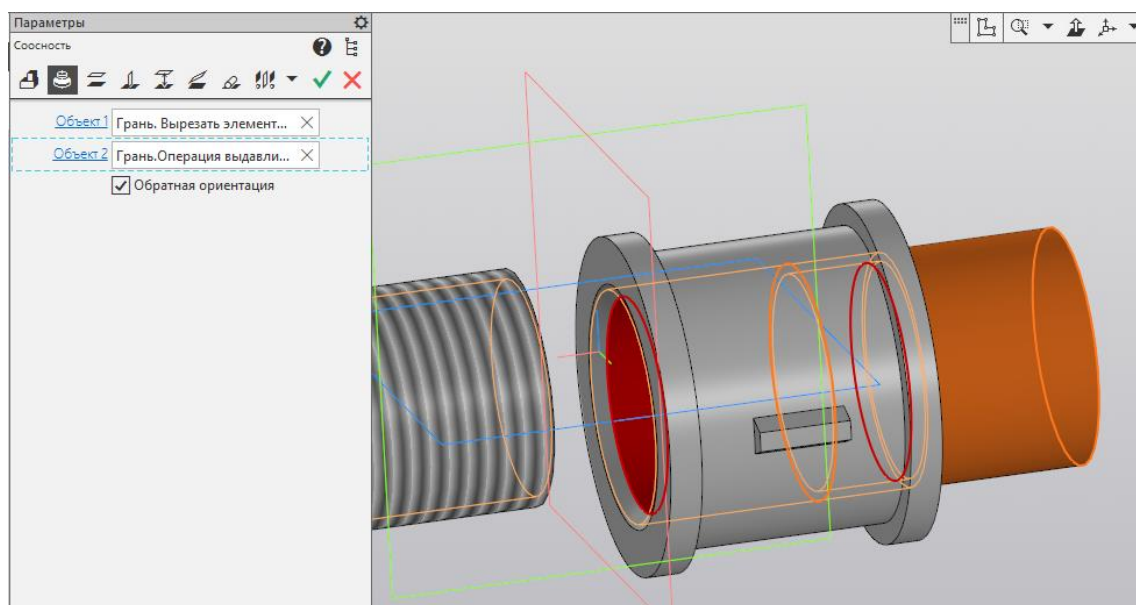 Параметры
Соосность
Объект 1 Грань. Вырезать элемент...
Объект 2 Грань.Операция выдавли...
Обратная ориентация